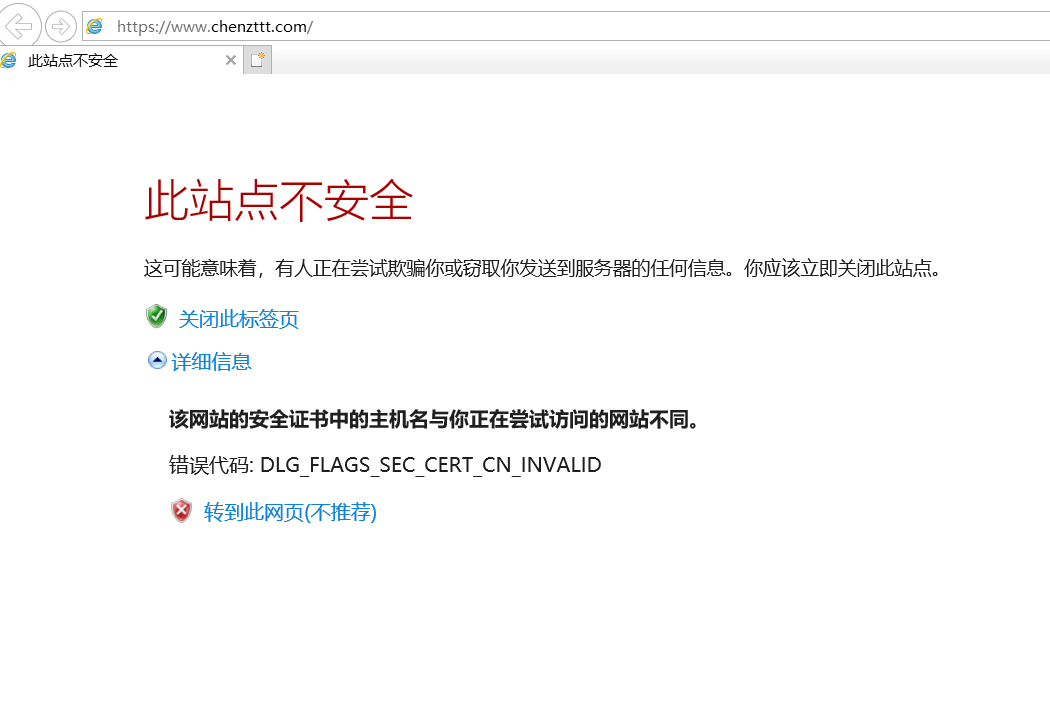 https://www.chenzttt.com/
此站点不安全
此站点不安全
这可能意味着，有人正在尝试欺骗你或窃取你发送到服务器的任何信息。你应该立即关闭此站点。
关闭此标签页
详细信息
该网站的安全证书中的主机名与你正在尝试访问的网站不同。
错误代码: DLG_FLAGS_SEC_CERT_CN_INVALID
转到此网页(不推荐)